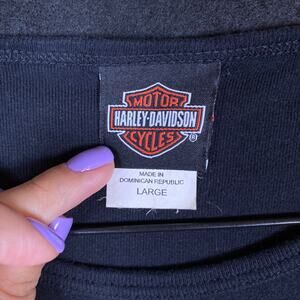 MOTOR
HARLEY-DAVIDSON
CYCLES ®
MADE IN
DOMINICAN REPUBLIC
LARGE